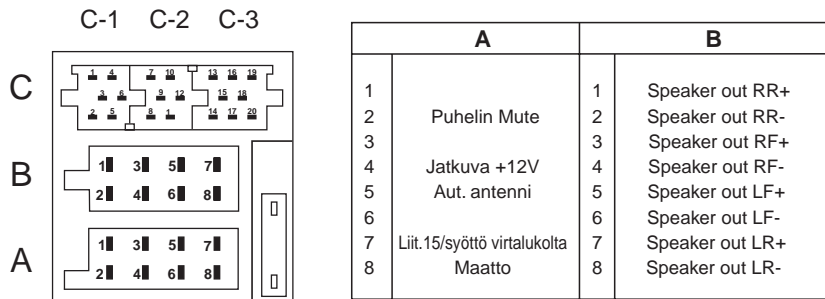 C-1 C-2 C-3
C
1 4 7 10 13 16 19
3 6 9 12 15 18
2 5 8 1 14 17 20
B
1 3 5 7
2 4 6 8
A
1 3 5 7
2 4 6 8
A B
1 1 Speaker out RR+
2 Puhelin Mute 2 Speaker out RR-
3 3 Speaker out RF+
4 Jatkuva +12V 4 Speaker out RF-
5 Aut. antenni 5 Speaker out LF+
6 6 Speaker out LF-
7 Liit.15/syöttö virtalukolta 7 Speaker out LR+
8 Maatto 8 Speaker out LR-